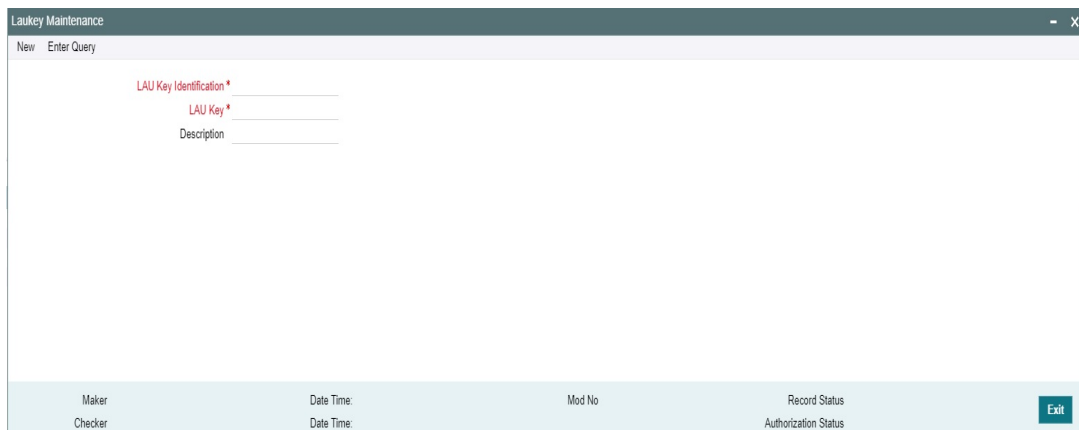 Laukey Maintenance - X
New Enter Query
LAU Key Identification *
LAU Key *
Description
Maker Date Time: Mod No Record Status
Checker Date Time: Authorization Status
Exit